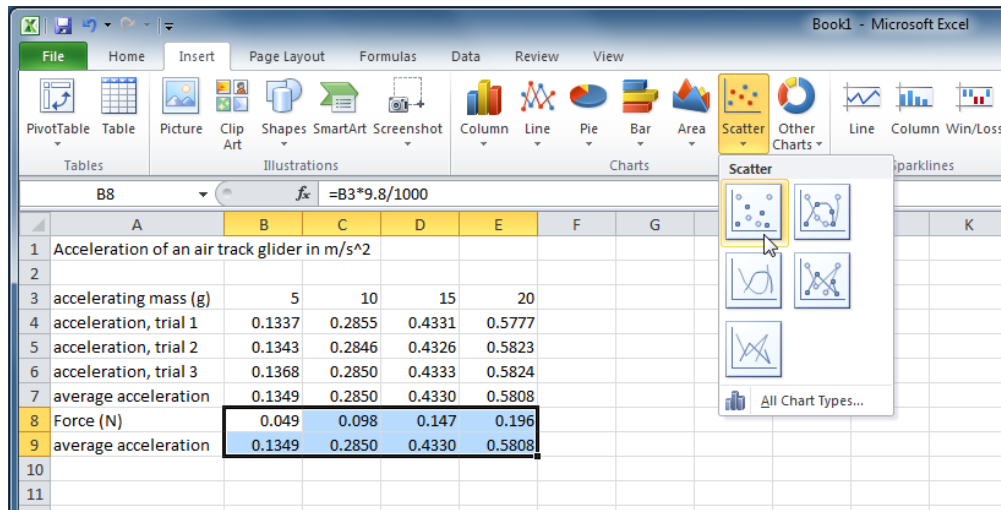 Book1 - Microsoft Excel
File Home Insert Page Layout Formulas Data Review View
PivotTable Table Picture Clip Art Shapes SmartArt Screenshot Column Line Pie Bar Area Scatter Other Charts Line Column Win/Loss
Tables Illustrations Charts Sparklines
Scatter
B8 fx =B3*9.8/1000
A B C D E F G K
1 Acceleration of an air track glider in m/s^2
2
3 accelerating mass (g) 5 10 15 20
4 acceleration, trial 1 0.1337 0.2855 0.4331 0.5777
5 acceleration, trial 2 0.1343 0.2846 0.4326 0.5823
6 acceleration, trial 3 0.1368 0.2850 0.4333 0.5824
7 average acceleration 0.1349 0.2850 0.4330 0.5808
All Chart Types...
8 Force (N) 0.049 0.098 0.147 0.196
9 average acceleration 0.1349 0.2850 0.4330 0.5808
10
11